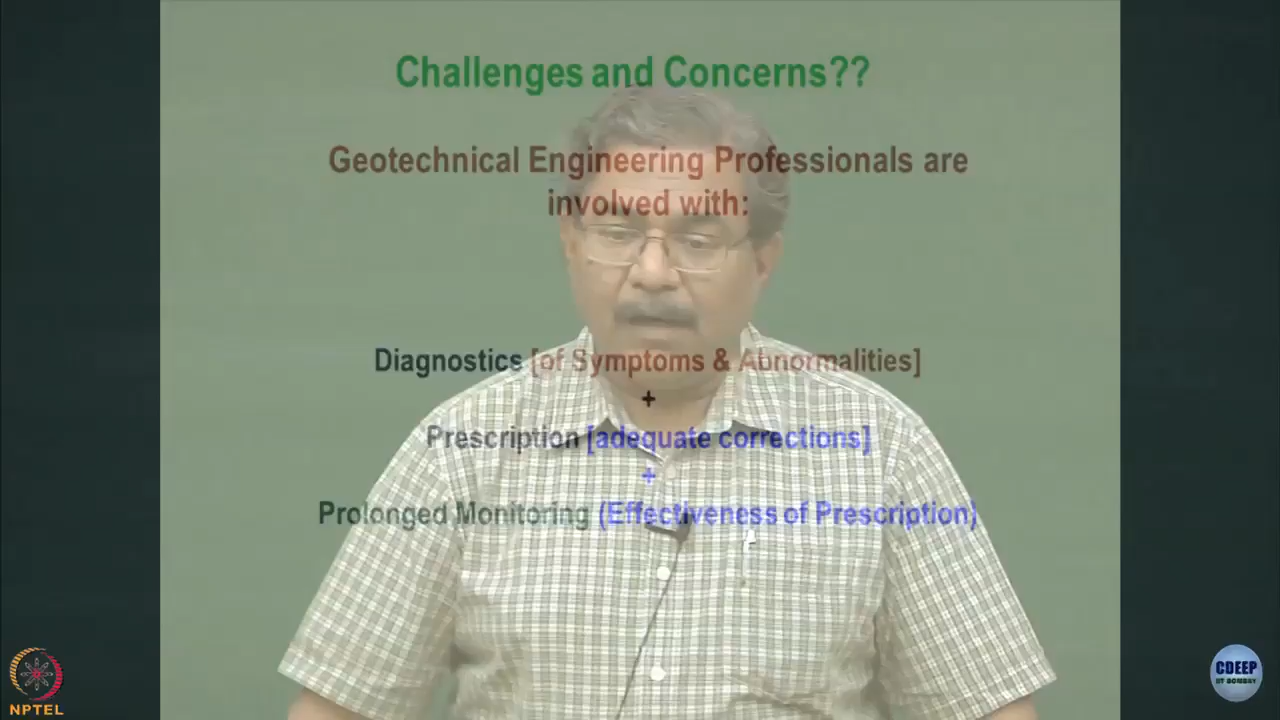 Challenges and Concerns??
Geotechnical Engineering Professionals are
involved with:
Diagnostics [of Symptoms & Abnormalities]
+
Prescription [adequate corrections]
+
Prolonged Monitoring (Effectiveness of Prescription)
NPTEL
CDEEP
IIT BOMBAY